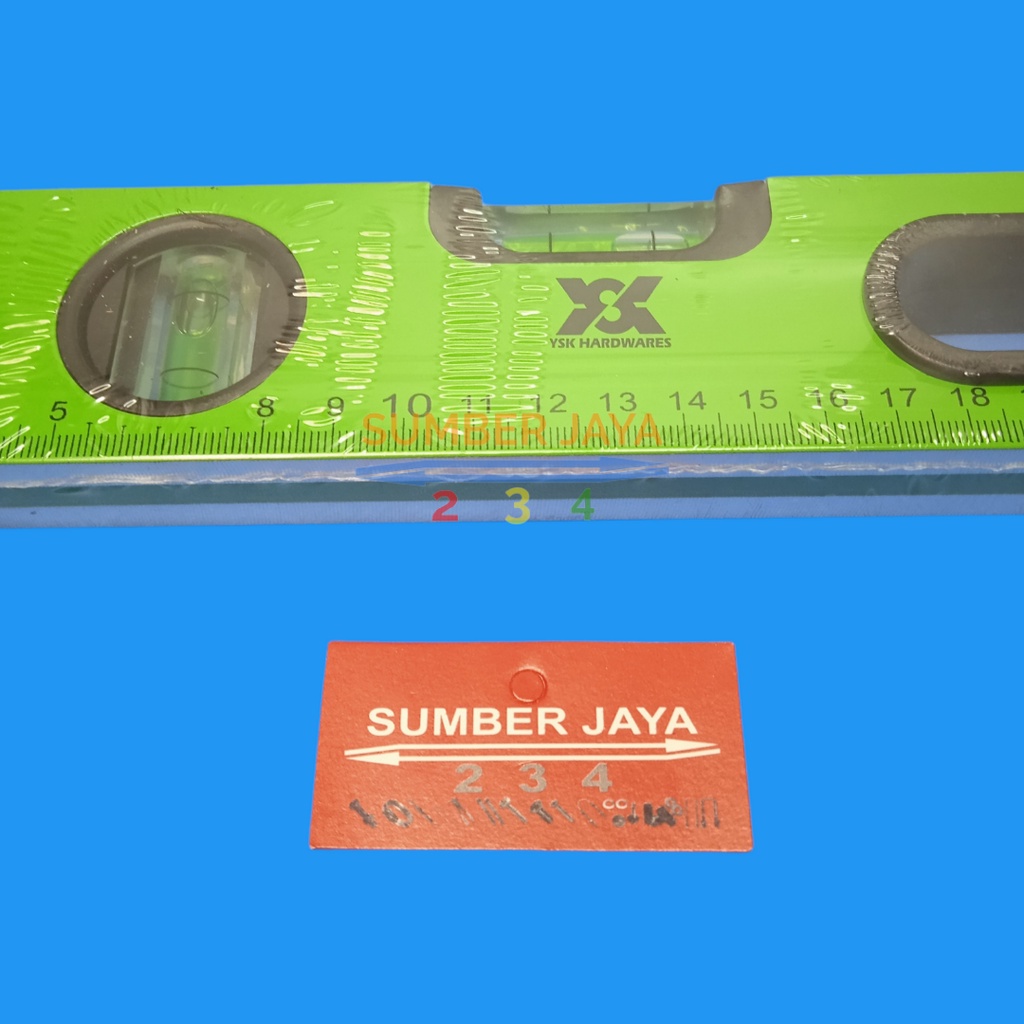 YSK HARDWARES
5 8 9 10 11 12 13 14 15 16 17 18
SUMBER JAYA
2 3 4
SUMBER JAYA
2 3 4